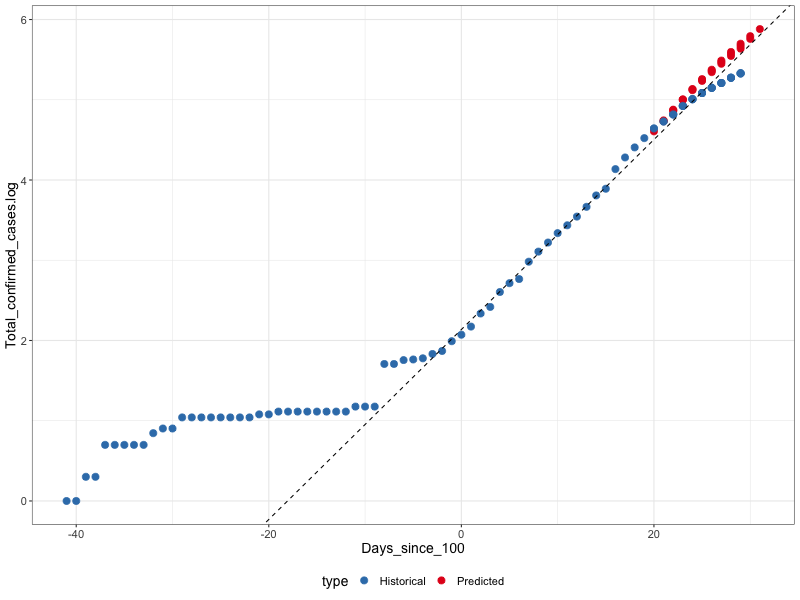 Total_confirmed_cases.log
6
4
2
0
-40
-20
0
20
Days_since_100
type
Historical
Predicted